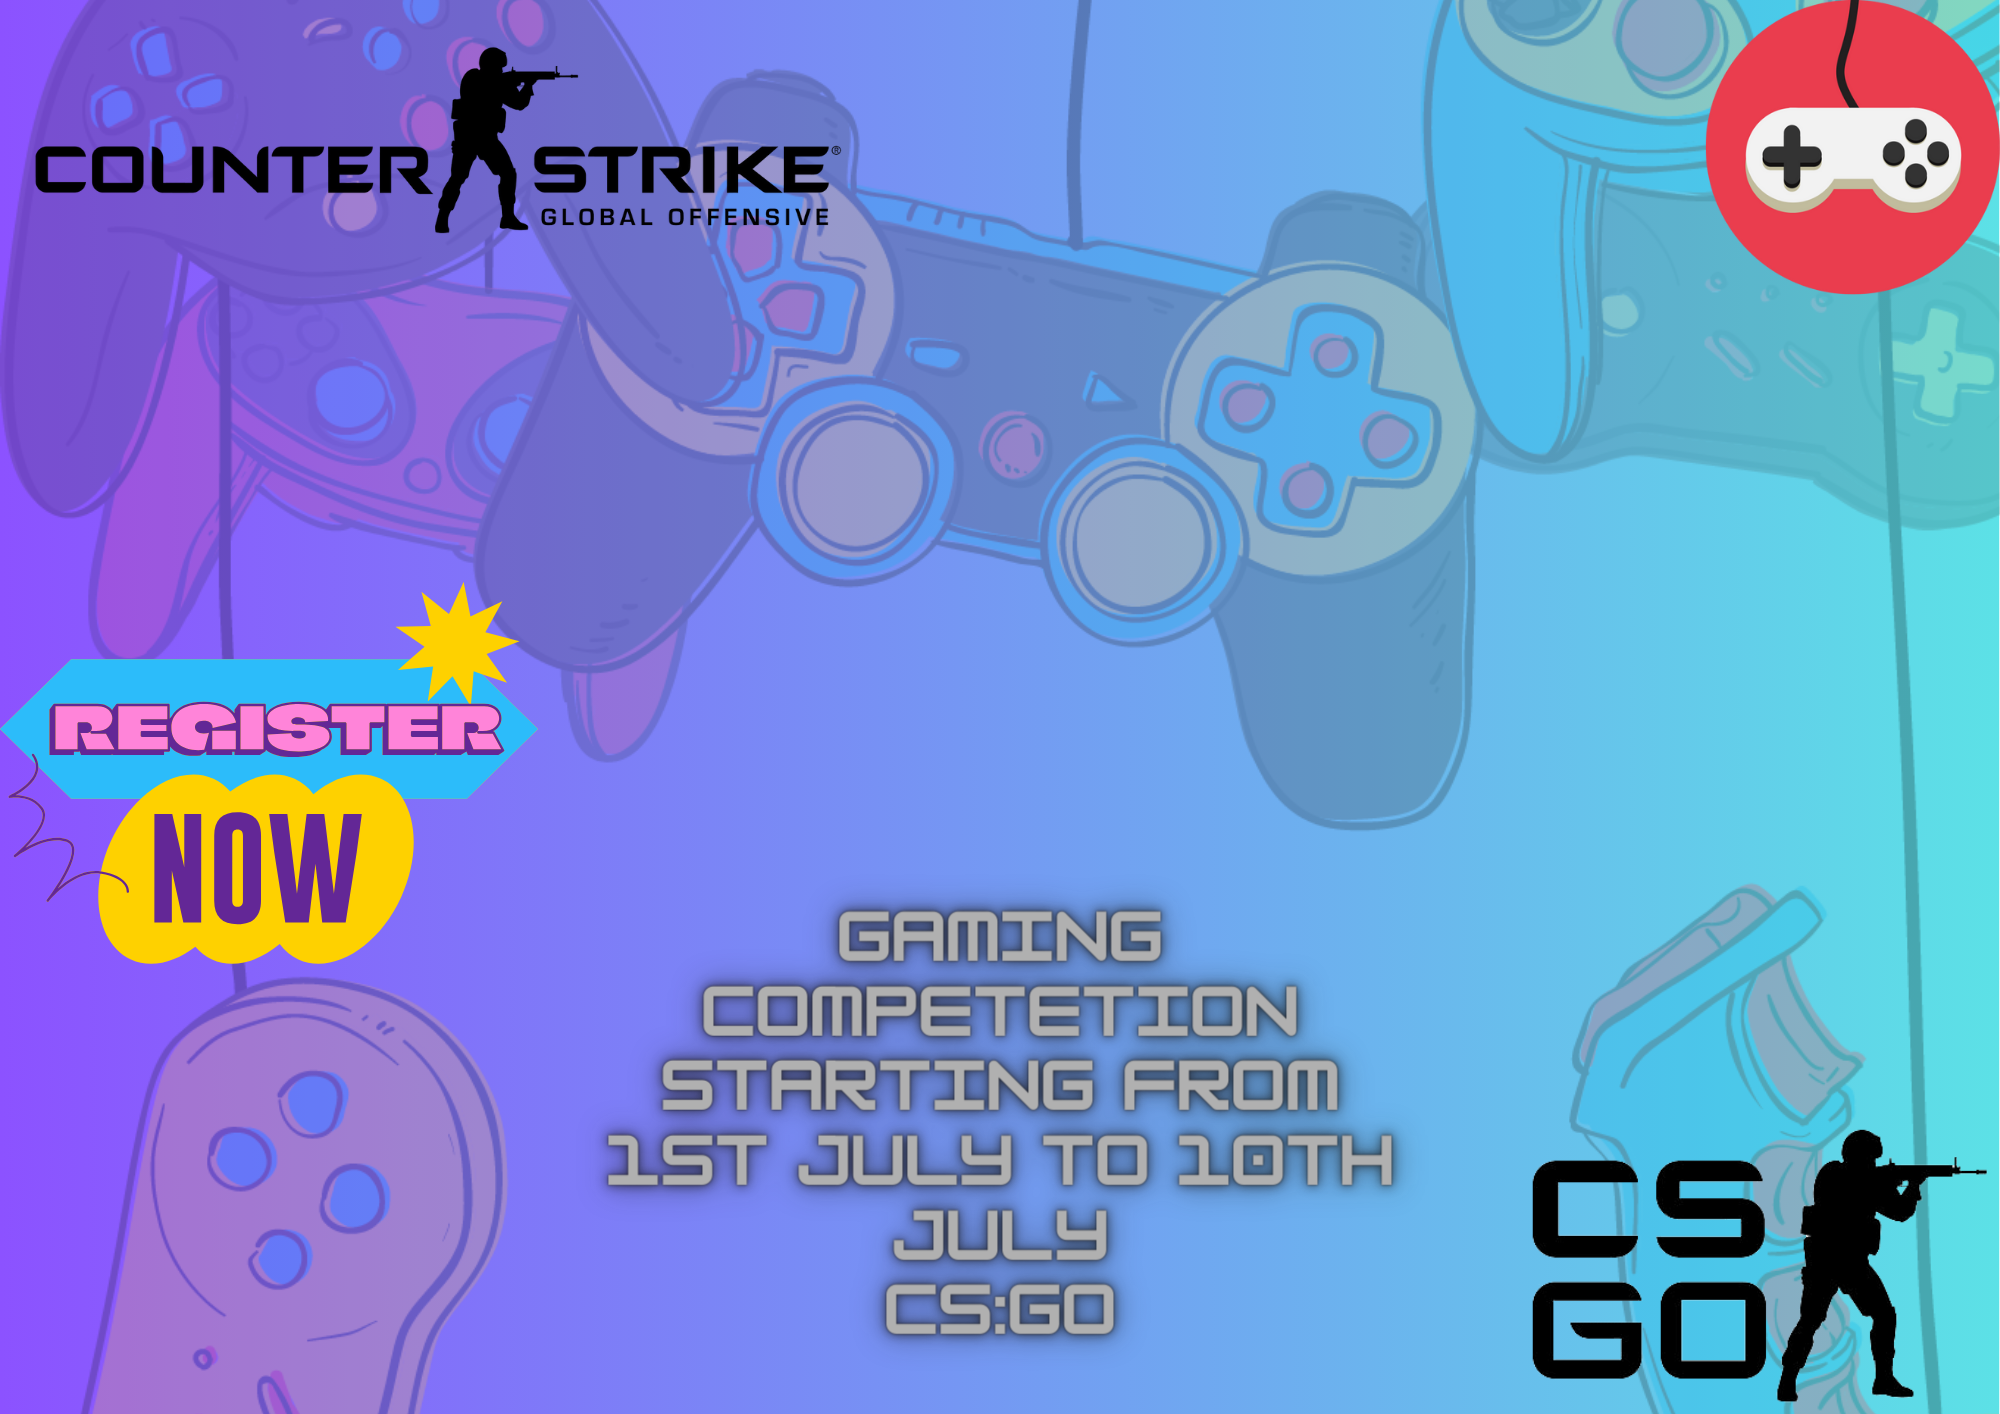 COUNTER STRIKE®
GLOBAL OFFENSIVE
REGISTER
NOW
GAMING
COMPETETION
STARTING FROM
1ST JULY TO 10TH
JULY
CS:GO
CS
GO